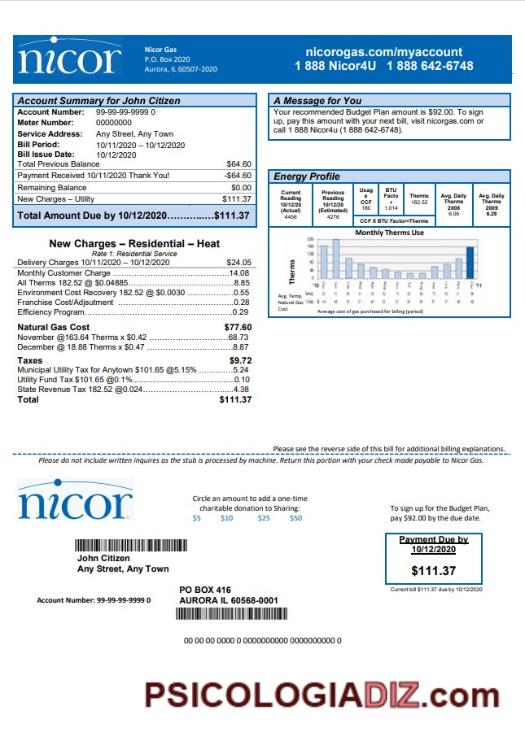 nicor
Nicor Gas
P.O. Box 2020
Aurora, IL 60507-2020
nicorogas.com/myaccount
1 888 Nicor4U 1 888 642-6748
Account Summary for John Citizen
Account Number: 99-99-99-9999 0
Meter Number: 0000000
Service Address: Any Street, Any Town
Bill Period: 10/11/2020 – 10/12/2020
Bill Issue Date: 10/12/2020
Total Previous Balance $64.60
Payment Received 10/11/2020 Thank You! -$64.60
Remaining Balance $0.00
New Charges – Utility $111.37
Total Amount Due by 10/12/2020……………$111.37
A Message for You
Your recommended Budget Plan amount is $92.00. To sign
up, pay this amount with your next bill, visit nicorgas.com or
call 1 888 Nicor4u (1 888 642-6748).
Energy Profile
Current Reading 10/12/20 (Actual) 4456
Previous Reading 10/12/20 (Estimated) 4276
Usag e CCF 180
BTU Facto r 1.014
Therms 182.52
Avg, Daily Therms 2008 6.06
Avg, Daily Therms 2009 6.29
CCF X BTU Factor=Therms
Monthly Therms Use
Therms
Avg, Temp.
Natural Gas
Cost
Average cost of gas purchased for billing (period)
New Charges – Residential – Heat
Rate 1: Residential Service
Delivery Charges 10/11/2020 – 10/12/2020 $24.05
Monthly Customer Charge 14.08
All Therms 182.52 @ $0.04885 8.85
Environment Cost Recovery 182.52 @ $0.0030 0.55
Franchise Cost/Adjsutment 0.28
Efficiency Program 0.29
Natural Gas Cost $77.60
November @163.64 Therms x $0.42 68.73
December @ 18.88 Therms x $0.47 8.87
Taxes $9.72
Municipal Utility Tax for Anytown $101.65 @5.15% 5.24
Utility Fund Tax $101.65 @0.1% 0.10
State Revenue Tax 182.52 @0.024 4.38
Total $111.37
Please see the reverse side of this bill for additional billing explanations.
Please do not include written inquires as the stub is processed by machine. Return this portion with your check made payable to Nicor Gas.
nicor
Circle an amount to add a one-time
charitable donation to Sharing:
$5 $10 $25 $50
To sign up for the Budget Plan,
pay $92.00 by the due date.
Payment Due by
10/12/2020
$111.37
Current bill $111.37 due by 10/12/2020
John Citizen
Any Street, Any Town
Account Number: 99-99-99-9999 0
PO BOX 416
AURORA IL 60568-0001
00 00 00 0000 0 0000000000 0000000000 0
PSICOLOGIADIZ.com